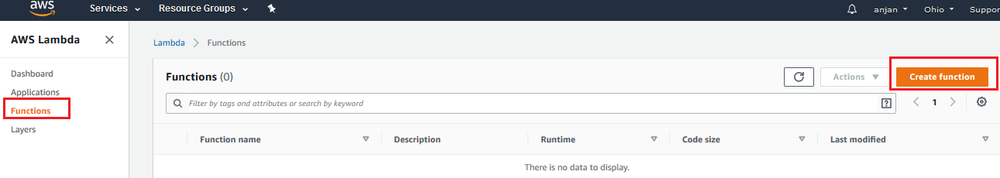 aws Services Resource Groups anjan Ohio Suppor
AWS Lambda
Lambda Functions
Dashboard
Applications
Functions
Layers
Functions (0) Actions Create function
Filter by tags and attributes or search by keyword ? 1
Function name Description Runtime Code size Last modified
There is no data to display.